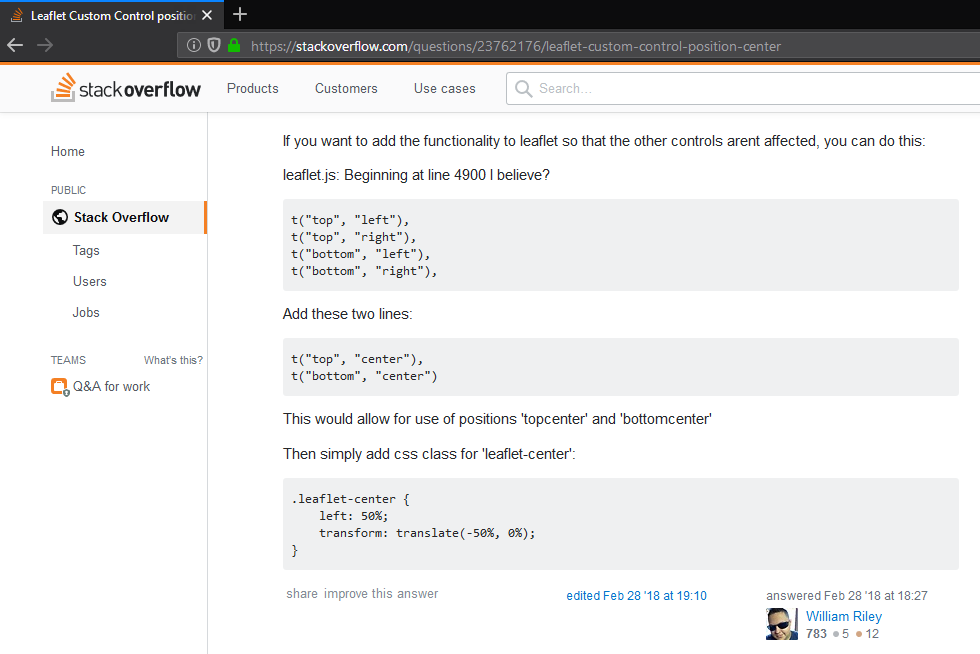 Leaflet Custom Control positio
https://stackoverflow.com/questions/23762176/leaflet-custom-control-position-center
stackoverflow Products Customers Use cases Search...
Home
PUBLIC
Stack Overflow
Tags
Users
Jobs
TEAMS What's this?
Q&A for work
If you want to add the functionality to leaflet so that the other controls arent affected, you can do this:
leaflet.js: Beginning at line 4900 I believe?
t("top", "left"),
t("top", "right"),
t("bottom", "left"),
t("bottom", "right"),
Add these two lines:
t("top", "center"),
t("bottom", "center")
This would allow for use of positions 'topcenter' and 'bottomcenter'
Then simply add css class for 'leaflet-center':
.leaflet-center {
    left: 50%;
    transform: translate(-50%, 0%);
}
share improve this answer edited Feb 28 '18 at 19:10 answered Feb 28 '18 at 18:27
William Riley
783 5 12